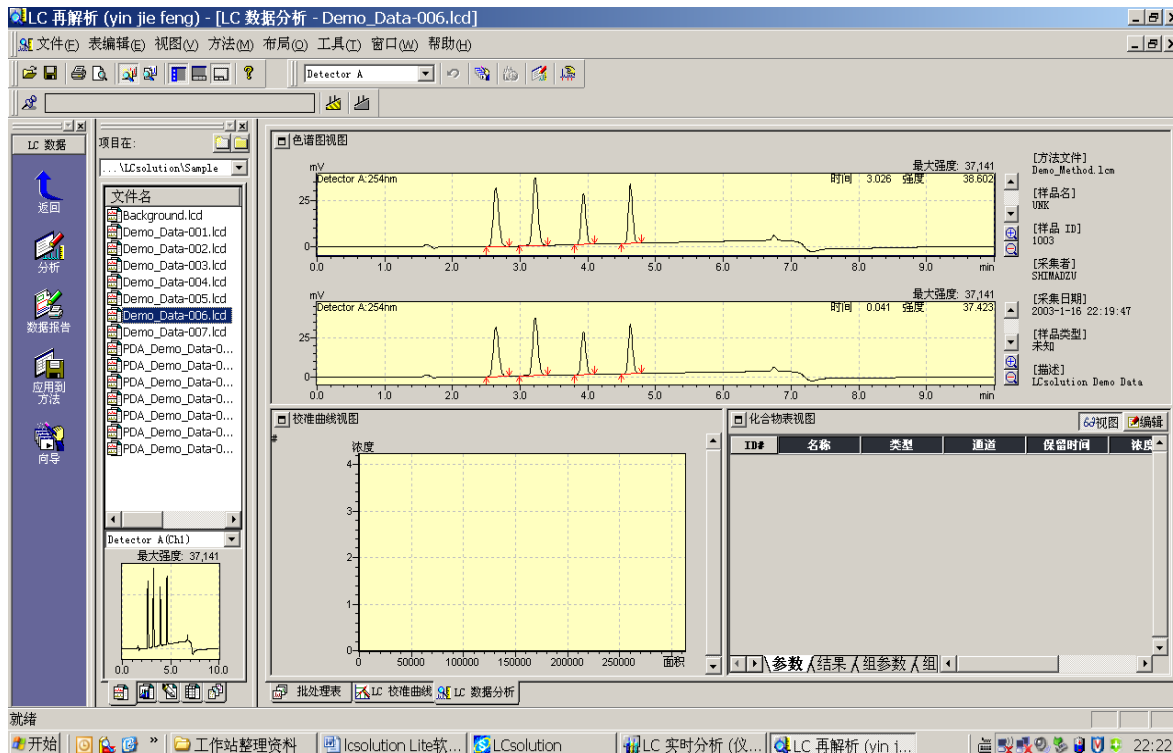 LC 再解析 (yin jie feng) - [LC 数据分析 - Demo_Data-006.lcd]
文件(F) 表编辑(E) 视图(V) 方法(M) 布局(O) 工具(T) 窗口(W) 帮助(H)
Detector A
LC 数据
返回
分析
数据报告
应用到
方法
向导
项目在:
...\LCsolution\Sample
文件名
Background.lcd
Demo_Data-001.lcd
Demo_Data-002.lcd
Demo_Data-003.lcd
Demo_Data-004.lcd
Demo_Data-005.lcd
Demo_Data-006.lcd
Demo_Data-007.lcd
PDA_Demo_Data-0...
PDA_Demo_Data-0...
PDA_Demo_Data-0...
PDA_Demo_Data-0...
PDA_Demo_Data-0...
PDA_Demo_Data-0...
PDA_Demo_Data-0...
Detector A(Ch1)
最大强度: 37,141
0.0 5.0 10.0
色谱图视图
mV 最大强度: 37,141
Detector A:254nm 时间 3.026 强度 38.602
25
0
0.0 1.0 2.0 3.0 4.0 5.0 6.0 7.0 8.0 9.0 min
mV 最大强度: 37,141
Detector A:254nm 时间 0.041 强度 37.423
25
0
0.0 1.0 2.0 3.0 4.0 5.0 6.0 7.0 8.0 9.0 min
[方法文件]
Demo_Method.lcm
[样品名]
UNK
[样品 ID]
1003
[采集者]
SHIMADZU
[采集日期]
2003-1-16 22:19:47
[样品类型]
未知
[描述]
LCsolution Demo Data
校准曲线视图
#
浓度
4
3
2
1
0
0 50000 100000 150000 200000 250000 面积
化合物表视图
视图 编辑
ID# 名称 类型 通道 保留时间 浓度
参数 结果 组参数 组
批处理表 LC 校准曲线 LC 数据分析
就绪
开始 » 工作站整理资料 lcsolution Lite软... LCsolution LC 实时分析 (仪... LC 再解析 (yin j... 22:22